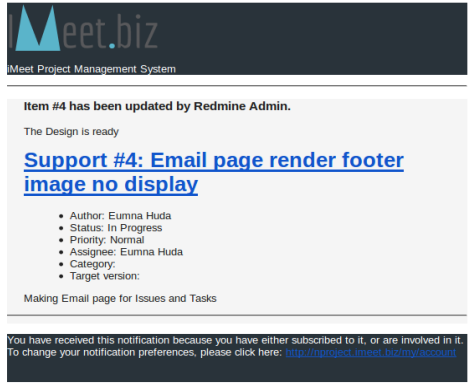 iMeet.biz
iMeet Project Management System
Item #4 has been updated by Redmine Admin.
The Design is ready
Support #4: Email page render footer
image no display
Author: Eumna Huda
Status: In Progress
Priority: Normal
Assignee: Eumna Huda
Category:
Target version:
Making Email page for Issues and Tasks
You have received this notification because you have either subscribed to it, or are involved in it.
To change your notification preferences, please click here: http://nproject.imeet.biz/my/account